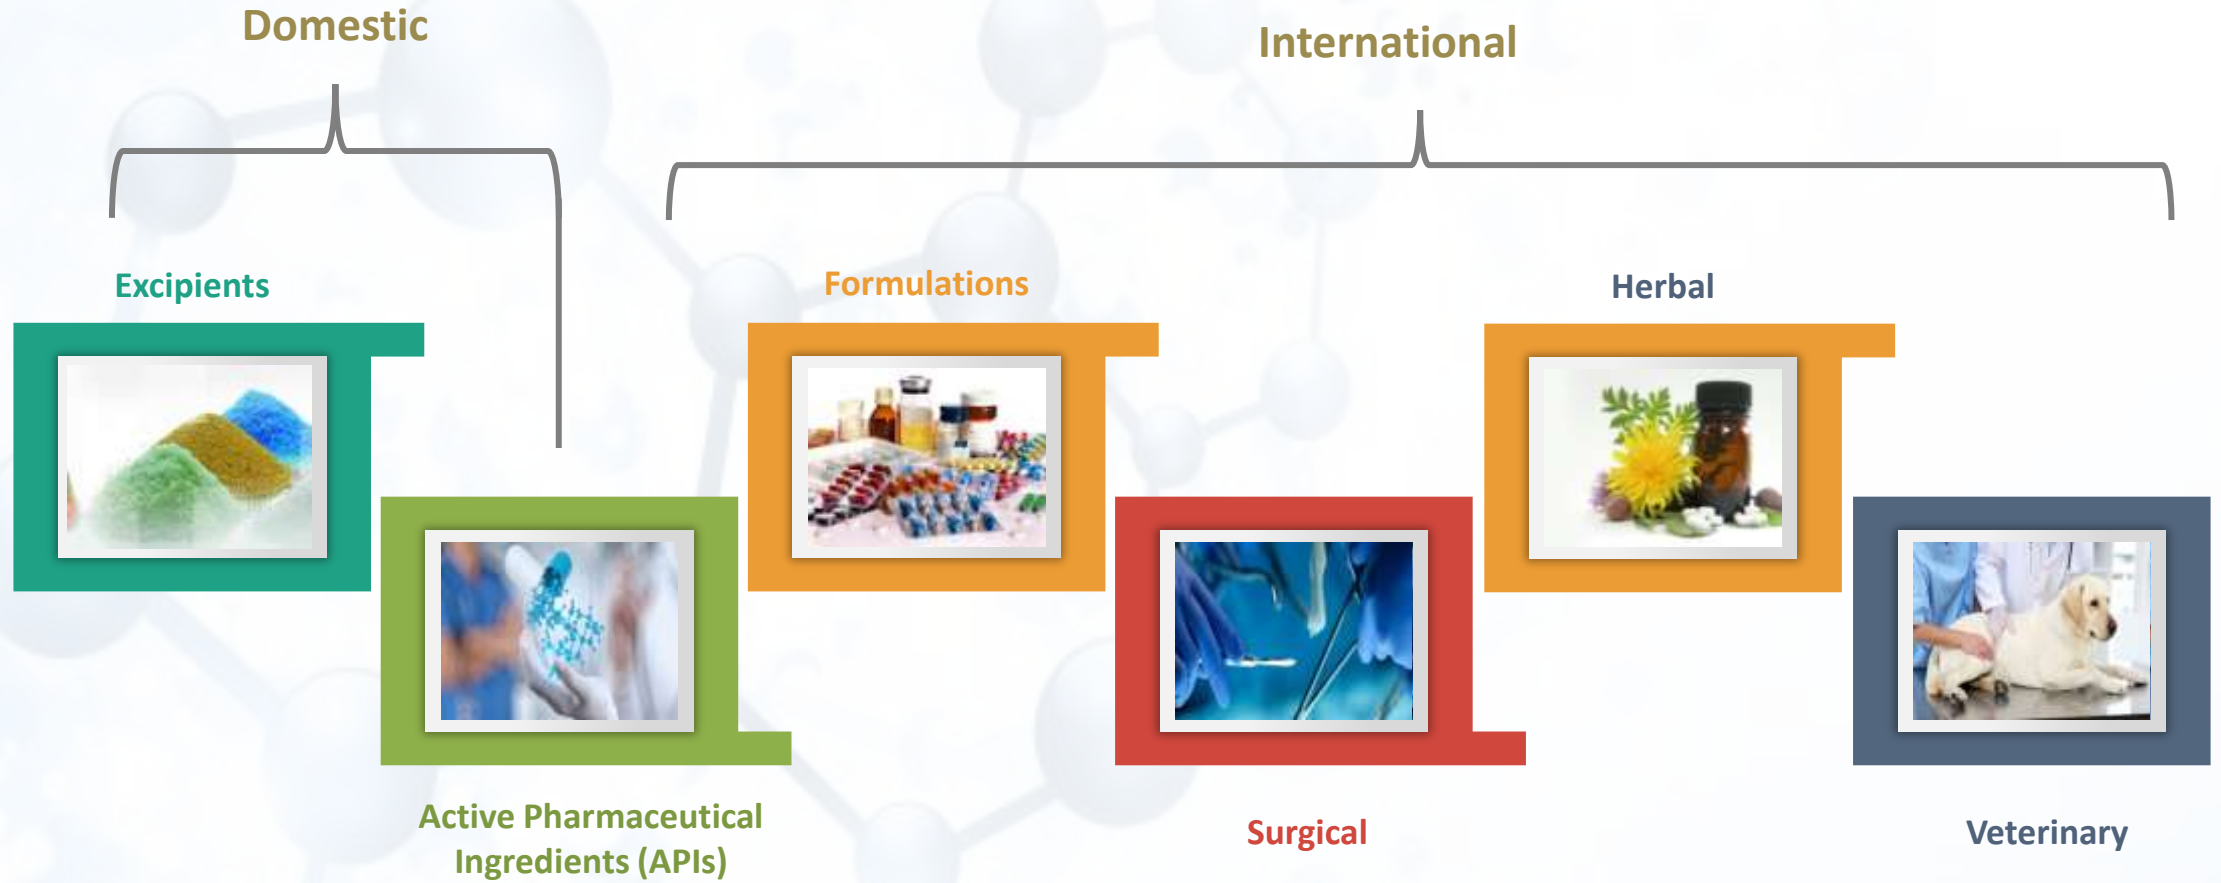 Domestic
International
Excipients
Formulations
Herbal
Active Pharmaceutical
Ingredients (APIs)
Surgical
Veterinary